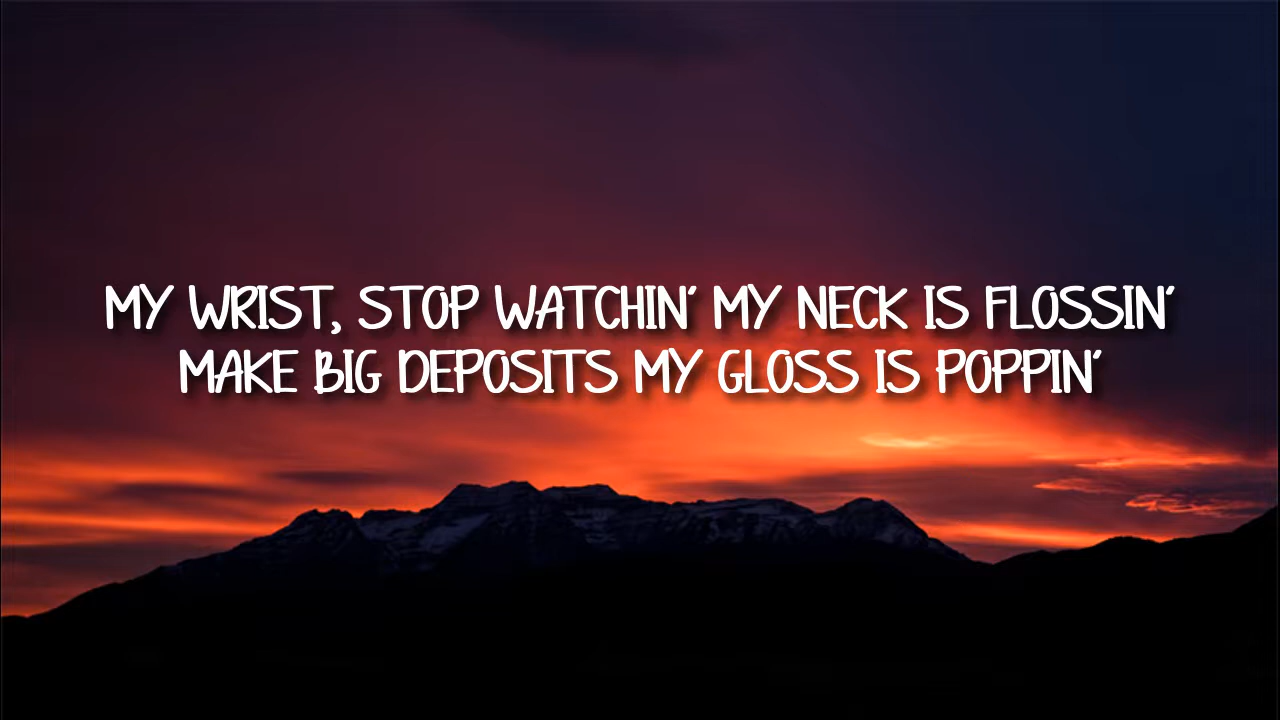 MY WRIST, STOP WATCHIN' MY NECK IS FLOSSIN'
MAKE BIG DEPOSITS MY GLOSS IS POPPIN'